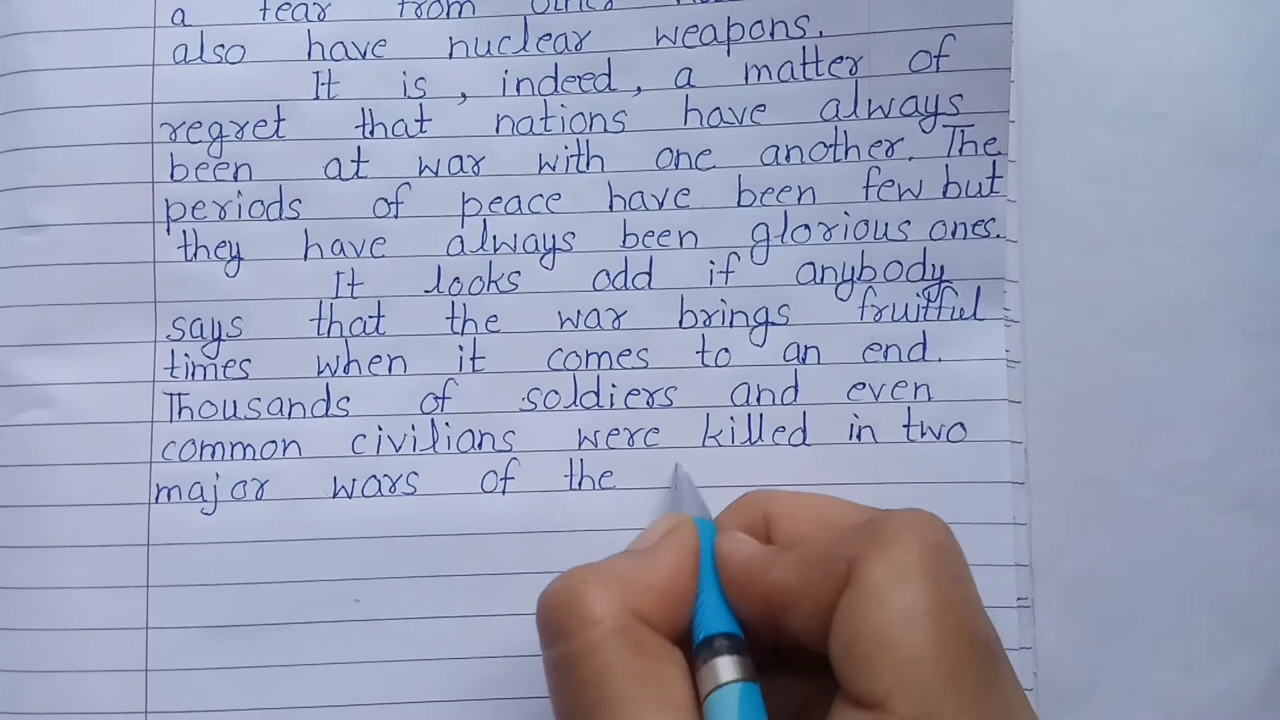 a fear from
also have nuclear weapons.
It is, indeed, a matter of
regret that nations have always
been at war with one another. The
periods of peace have been few but
they have always been glorious ones.
It looks odd if anybody
says that the war brings fruitful
times when it comes to an end.
Thousands of soldiers and even
common civilians were killed in two
major wars of the